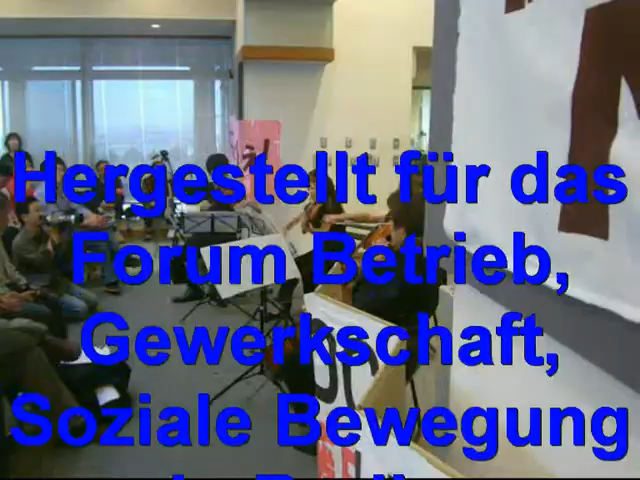 Hergestellt für das
Forum Betrieb,
Gewerkschaft,
Soziale Bewegung